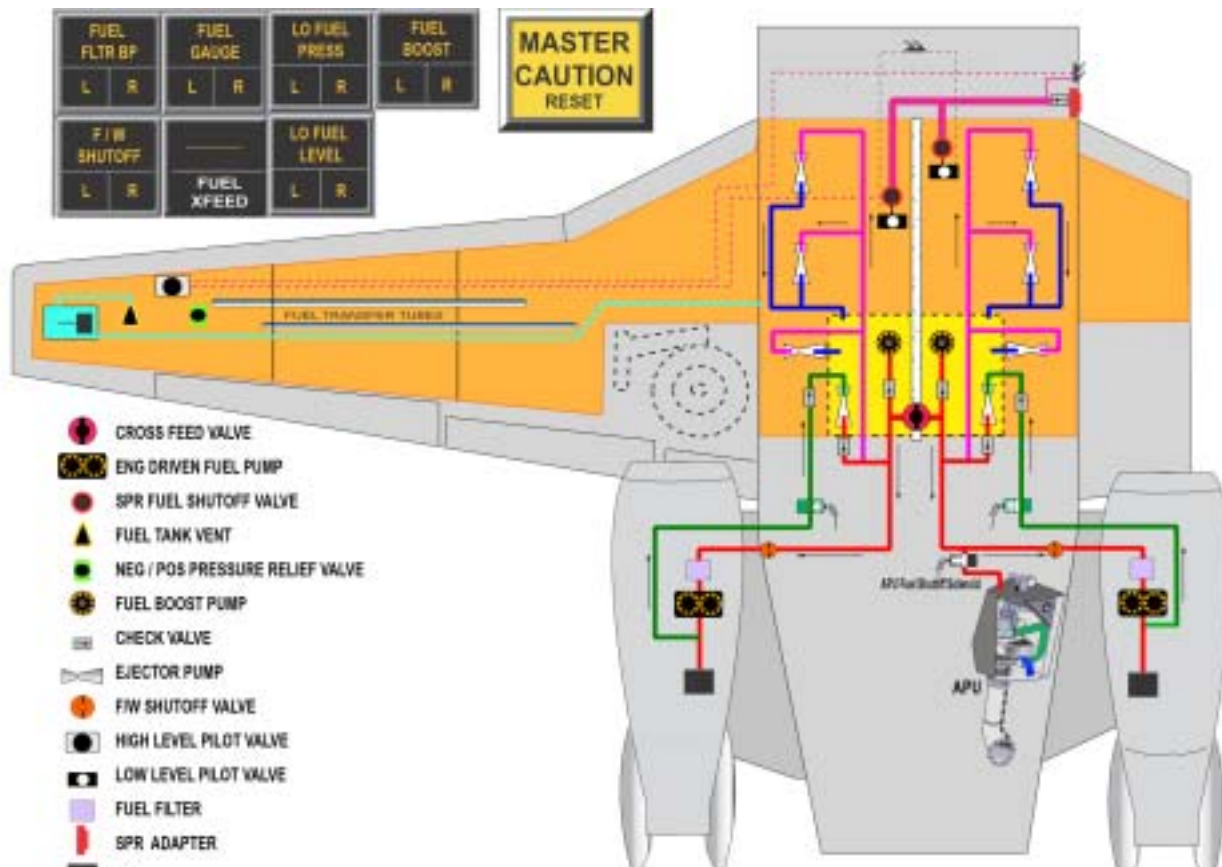 FUEL
FLTR BP
L R
FUEL
GAUGE
L R
LO FUEL
PRESS
L R
FUEL
BOOST
L R
MASTER
CAUTION
RESET
F / W
SHUTOFF
L R
FUEL
XFEED
LO FUEL
LEVEL
L R
FUEL TRANSFER TUBES
CROSS FEED VALVE
ENG DRIVEN FUEL PUMP
SPR FUEL SHUTOFF VALVE
FUEL TANK VENT
NEG / POS PRESSURE RELIEF VALVE
FUEL BOOST PUMP
CHECK VALVE
EJECTOR PUMP
F/W SHUTOFF VALVE
HIGH LEVEL PILOT VALVE
LOW LEVEL PILOT VALVE
FUEL FILTER
SPR ADAPTER
APU Fuel Shutoff Solenoid
APU